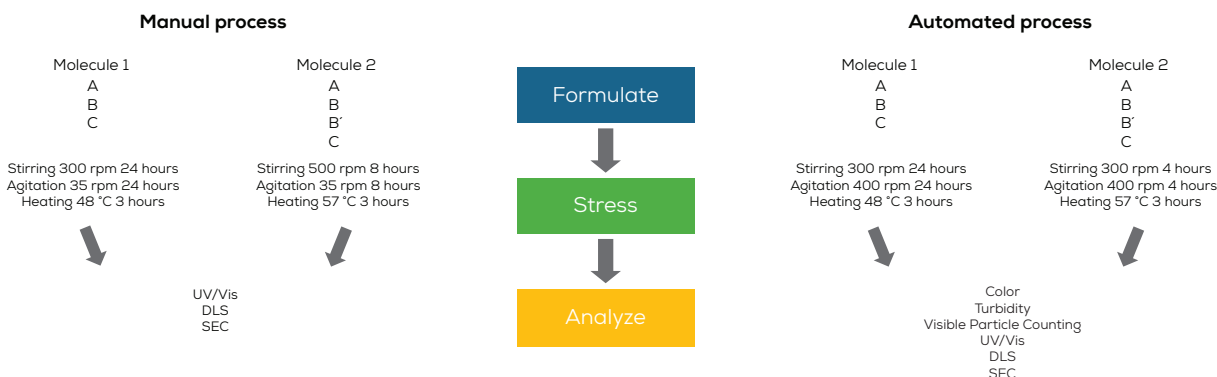 Manual process
Molecule 1
A
B
C
Stirring 300 rpm 24 hours
Agitation 35 rpm 24 hours
Heating 48 °C 3 hours
Molecule 2
A
B
B´
C
Stirring 500 rpm 8 hours
Agitation 35 rpm 8 hours
Heating 57 °C 3 hours
UV/Vis
DLS
SEC
Formulate
Stress
Analyze
Automated process
Molecule 1
A
B
C
Stirring 300 rpm 24 hours
Agitation 400 rpm 24 hours
Heating 48 °C 3 hours
Molecule 2
A
B
B´
C
Stirring 300 rpm 4 hours
Agitation 400 rpm 4 hours
Heating 57 °C 3 hours
Color
Turbidity
Visible Particle Counting
UV/Vis
DLS
SEC